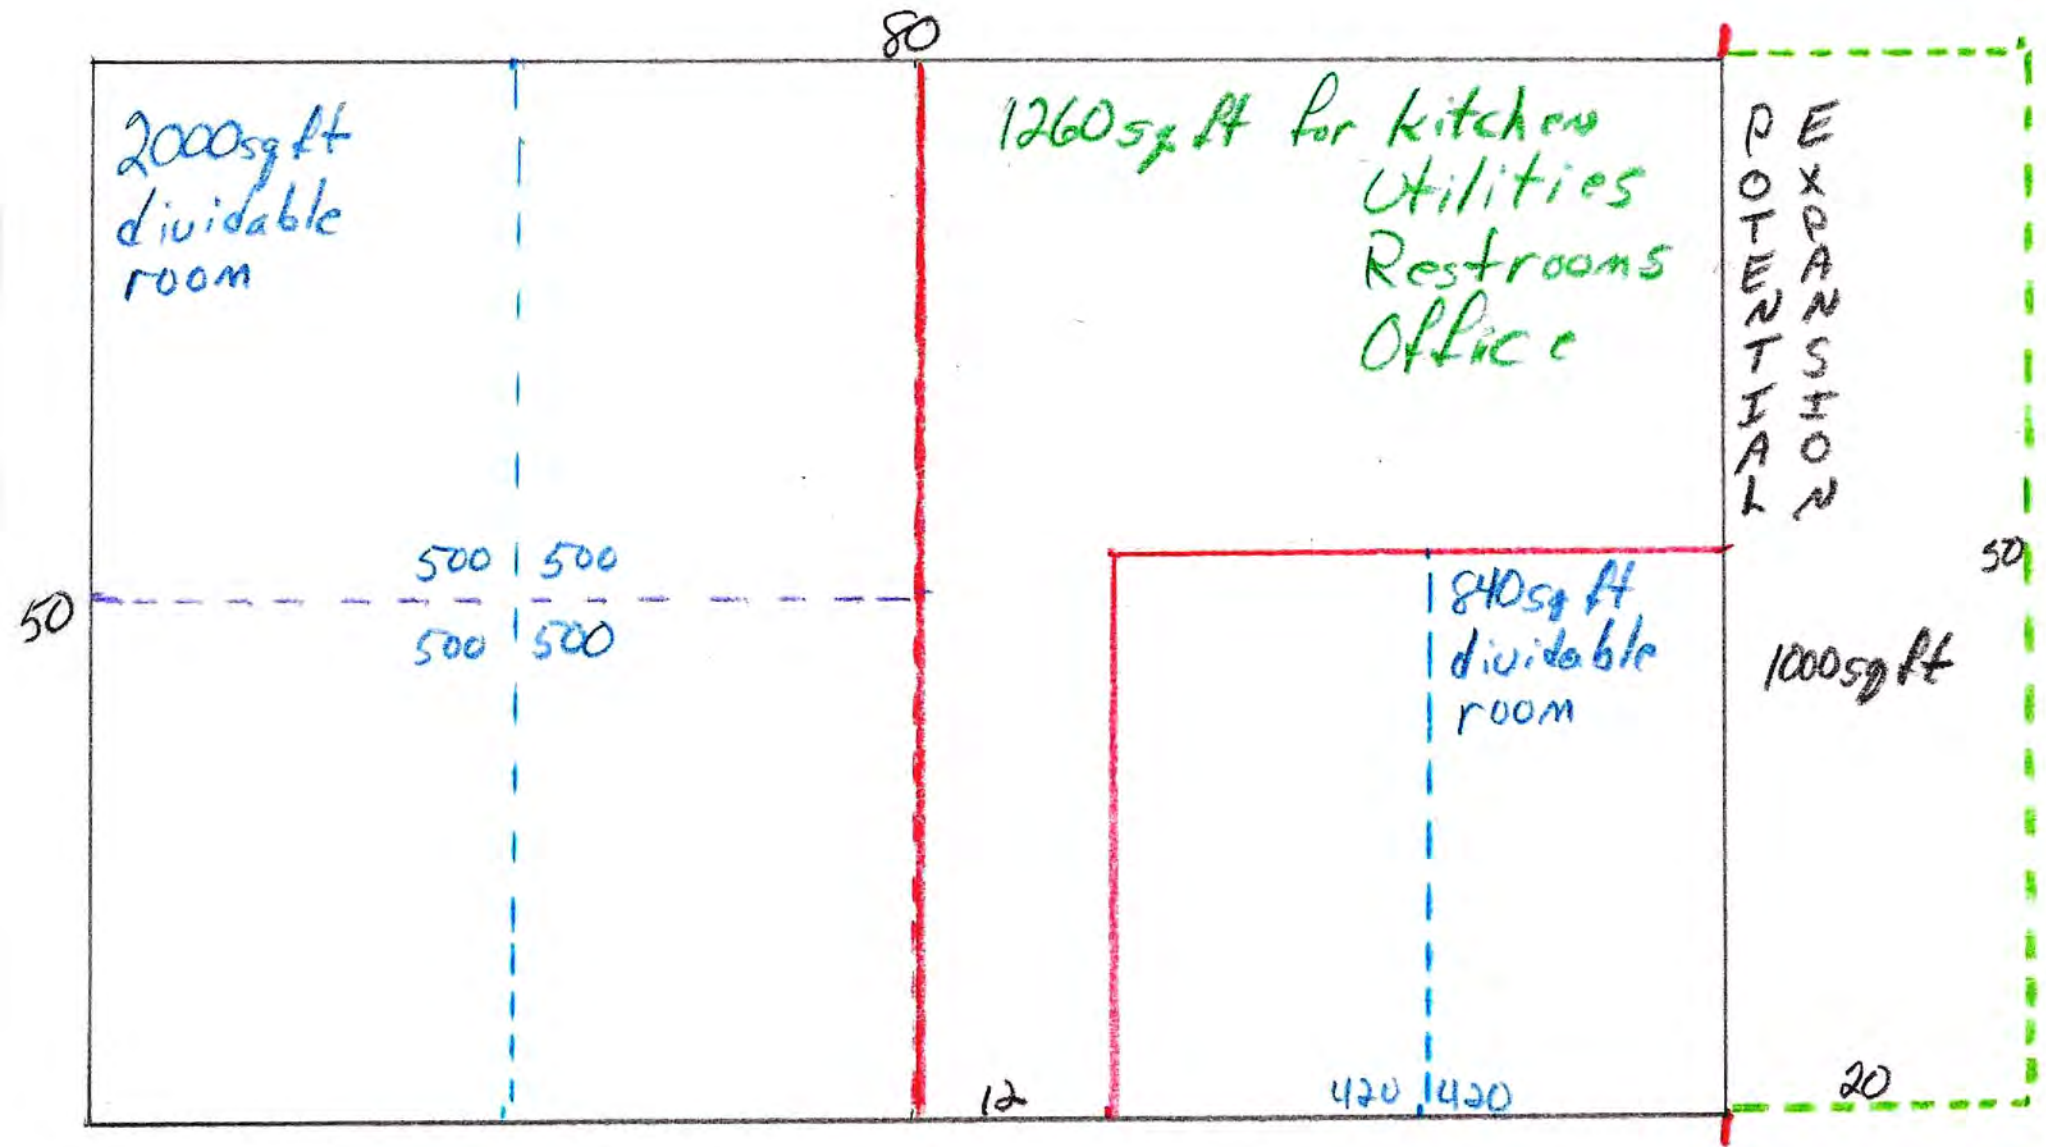 80
2000sq ft
dividable
room
1260sq ft for kitchen
Utilities
Restrooms
Office
POTENTIAL
EXPANSION
500 500
500 500
50
840sq ft
dividable
room
50
1000sq ft
12
420 420
20